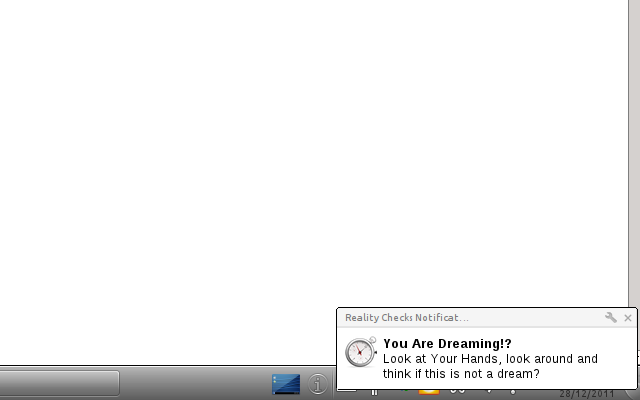 Reality Checks Notificat...
You Are Dreaming!?
Look at Your Hands, look around and
think if this is not a dream?
28/12/2011